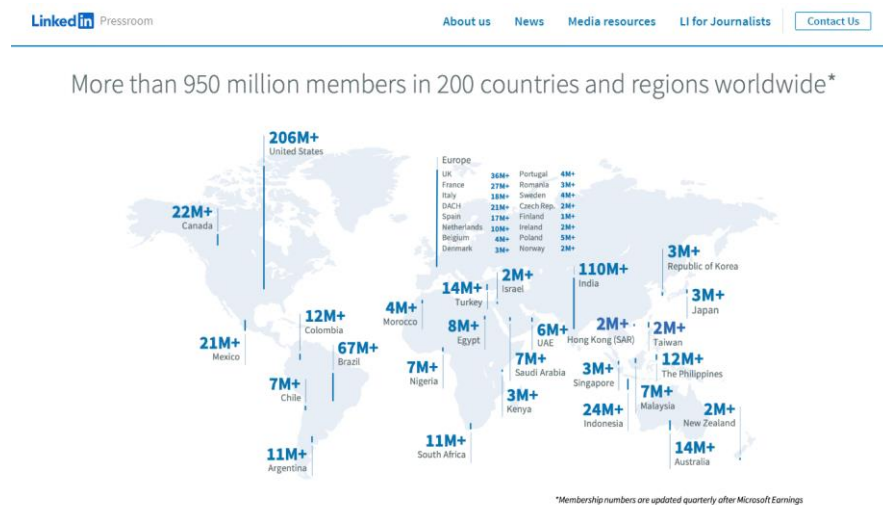 Linked in Pressroom
About us News Media resources LI for Journalists Contact Us
More than 950 million members in 200 countries and regions worldwide*
206M+
United States
22M+
Canada
21M+
Mexico
12M+
Colombia
67M+
Brazil
7M+
Chile
11M+
Argentina
Europe
UK 36M+ Portugal 4M+
France 27M+ Romania 3M+
Italy 18M+ Sweden 4M+
DACH 21M+ Czech Rep. 2M+
Spain 17M+ Finland 1M+
Netherlands 10M+ Ireland 2M+
Belgium 4M+ Poland 5M+
Denmark 3M+ Norway 2M+
14M+
Turkey
2M+
Israel
4M+
Morocco
8M+
Egypt
6M+
UAE
7M+
Saudi Arabia
7M+
Nigeria
3M+
Kenya
11M+
South Africa
110M+
India
3M+
Republic of Korea
3M+
Japan
2M+
Hong Kong (SAR)
2M+
Taiwan
12M+
The Philippines
3M+
Singapore
7M+
Malaysia
24M+
Indonesia
2M+
New Zealand
14M+
Australia
*Membership numbers are updated quarterly after Microsoft Earnings